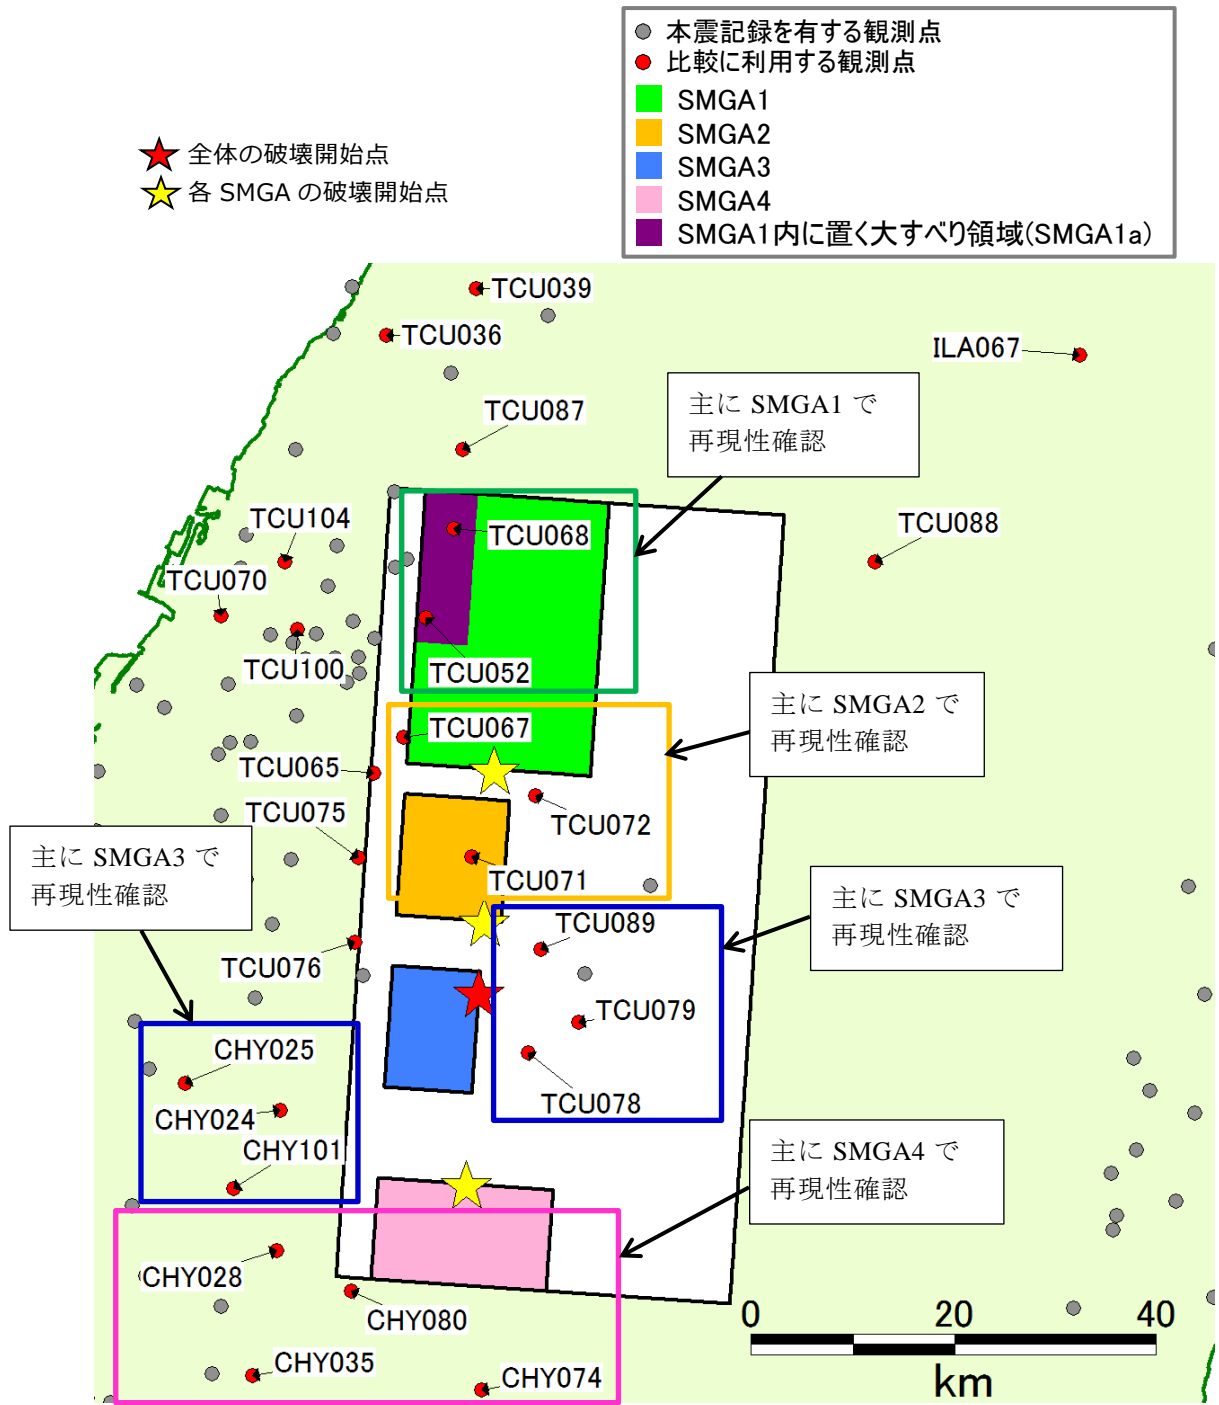 本震記録を有する観測点
比較に利用する観測点
SMGA1
SMGA2
SMGA3
SMGA4
SMGA1内に置く大すべり領域(SMGA1a)
全体の破壊開始点
各 SMGA の破壊開始点
TCU039
TCU036
ILA067
主に SMGA1 で
再現性確認
TCU087
TCU104
TCU068
TCU088
TCU070
TCU100
TCU052
主に SMGA2 で
再現性確認
TCU067
TCU065
TCU072
TCU075
主に SMGA3 で
再現性確認
TCU071
主に SMGA3 で
再現性確認
TCU089
TCU076
TCU079
CHY025
TCU078
CHY024
CHY101
主に SMGA4 で
再現性確認
CHY028
CHY080
0 20 40
km
CHY035
CHY074